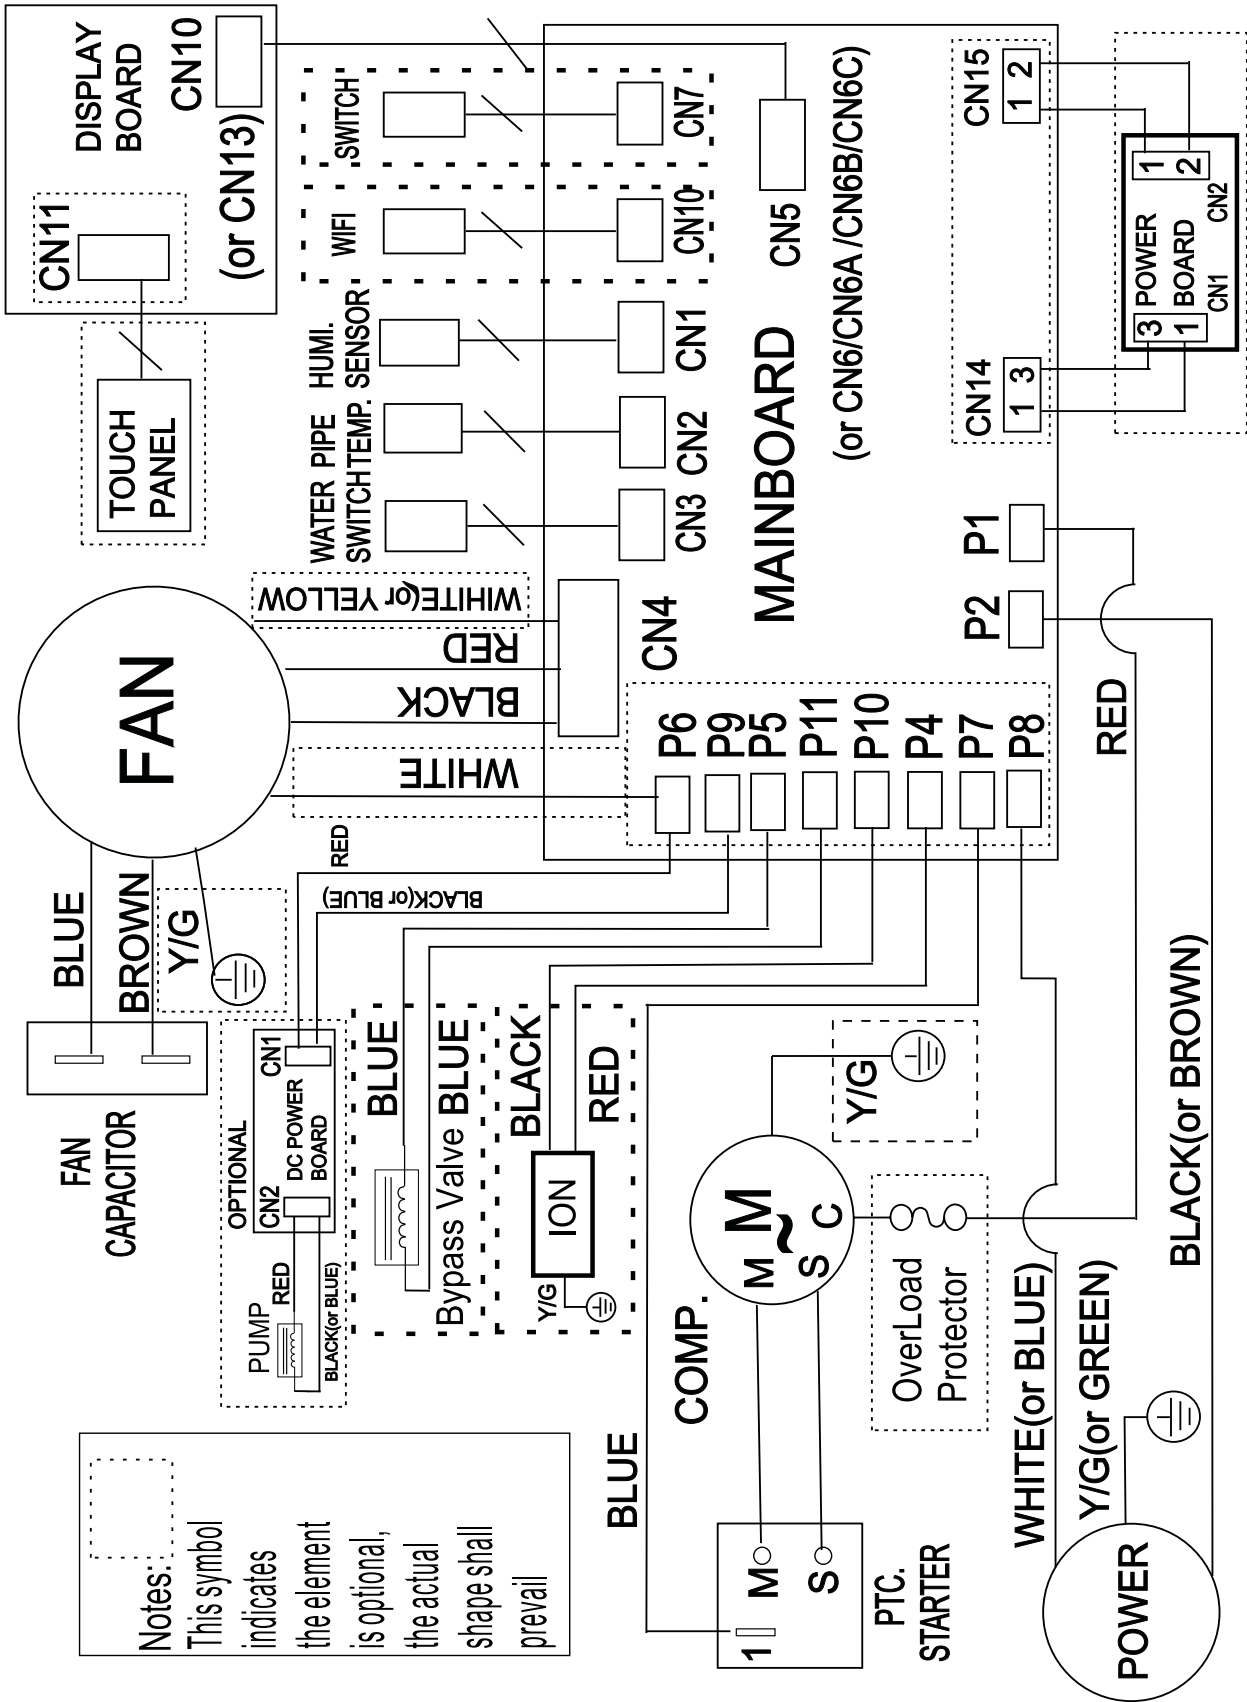 DISPLAY
BOARD
CN10
(or CN13)
CN11
TOUCH
PANEL
SWITCH
CN7
WIFI
CN10
HUMI.
SENSOR
CN1
PIPE
TEMP.
CN2
WATER
SWITCH
CN3
CN5
(or CN6/CN6A /CN6B/CN6C)
MAINBOARD
CN15
1 2
CN14
1 3
1
2
POWER
BOARD
CN2
CN1
3
1
P1
P2
CN4
WIHITE(or YELLOW
RED
BLACK
WHITE
FAN
P6
P9
P5
P11
P10
P4
P7
P8
RED
BLUE
BROWN
Y/G
FAN
CAPACITOR
RED
BLACK(or BLUE)
OPTIONAL
CN1
DC POWER
BOARD
CN2
RED
BLACK(or BLUE)
PUMP
BLUE
BLUE
Bypass Valve
BLACK
RED
ION
Y/G
Y/G
COMP.
M
~
M
S
C
OverLoad
Protector
BLUE
PTC.
STARTER
1
M
S
WHITE(or BLUE)
Y/G(or GREEN)
BLACK(or BROWN)
POWER
Notes:
This symbol
indicates
the element
is optional,
the actual
shape shall
prevail